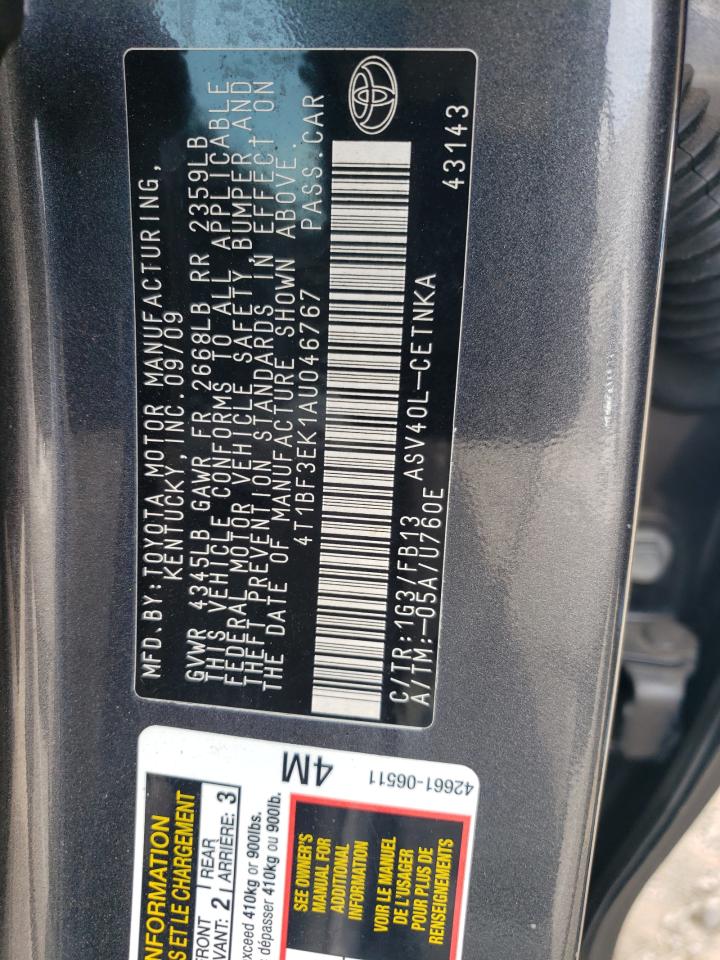 MFD.BY:TOYOTA MOTOR MANUFACTURING,
KENTUCKY,INC.09/09
GVWR 4345LB GAWR FR 2668LB RR 2359LB
THIS VEHICLE CONFORMS TO ALL APPLICABLE
FEDERAL MOTOR VEHICLE SAFETY,BUMPER,AND
THEFT PREVENTION STANDARDS IN EFFECT ON
THE DATE OF MANUFACTURE SHOWN ABOVE.
4T1BF3EK1AU046767 PASS.CAR
C/TR:1G3/FB13 ASV40L-CETNKA
A/TM:-05A/U760E 43143
4M
42661-06511
INFORMATION
S ET LE CHARGEMENT
FRONT REAR
AVANT: 2 ARRIÈRE: 3
exceed 410kg or 900lbs.
dépasser 410kg ou 900lb.
SEE OWNER'S
MANUAL FOR
ADDITIONAL
INFORMATION
VOIR LE MANUEL
DE L'USAGER
POUR PLUS DE
RENSEIGNEMENTS